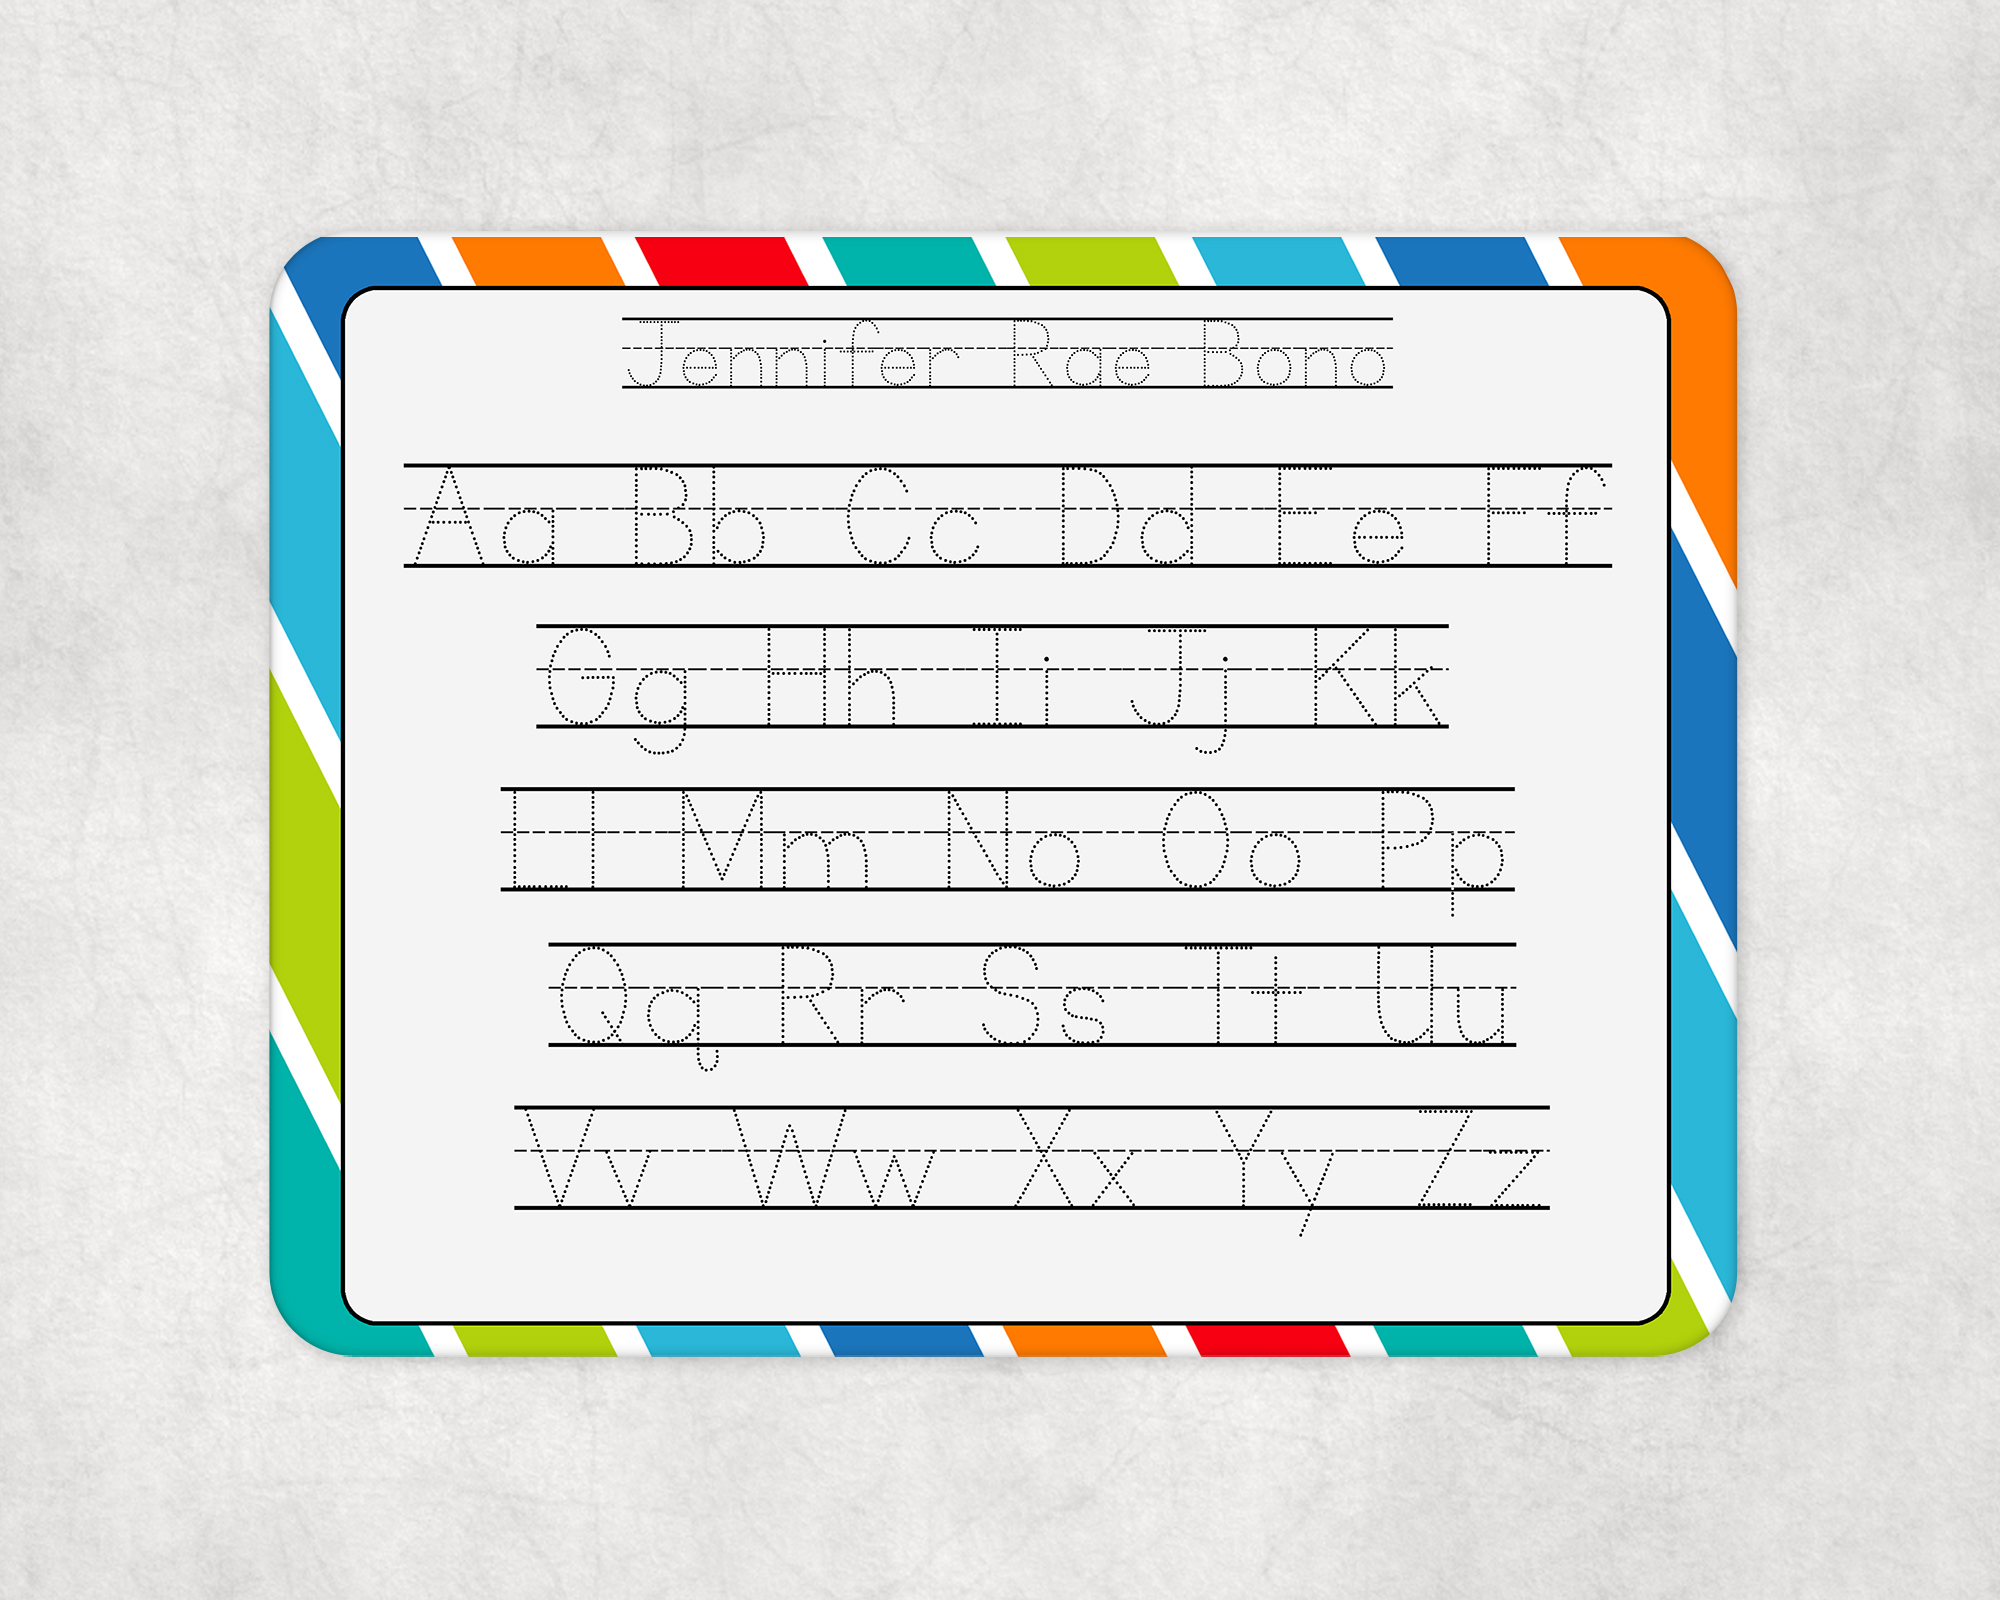 Jennifer Rae Bono
Aa Bb Cc Dd Ee Ff
Gg Hh Ii Jj Kk
Ll Mm No Oo Pp
Qq Rr Ss Tt Uu
Vv Ww Xx Yy Zz